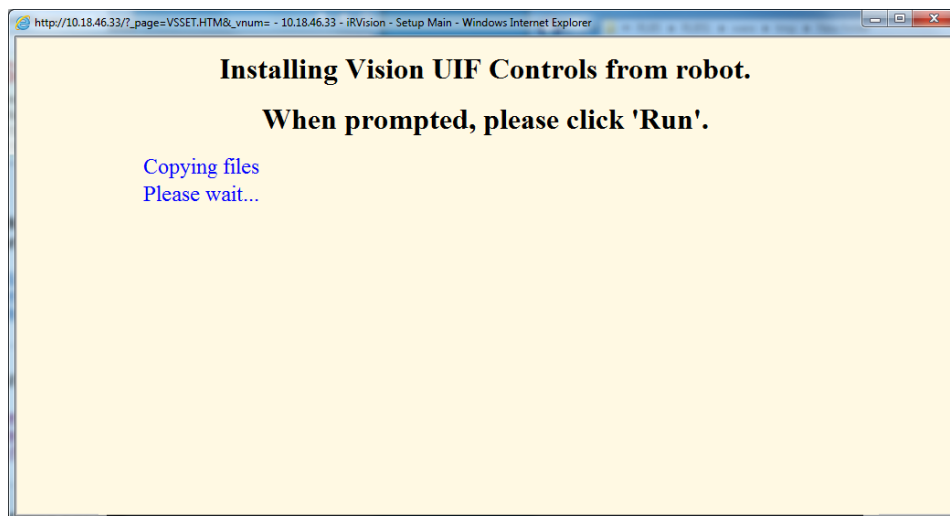 http://10.18.46.33/?_page=VSSET.HTM&_vnum= - 10.18.46.33 - iRVision - Setup Main - Windows Internet Explorer
Installing Vision UIF Controls from robot.
When prompted, please click 'Run'.
Copying files
Please wait...